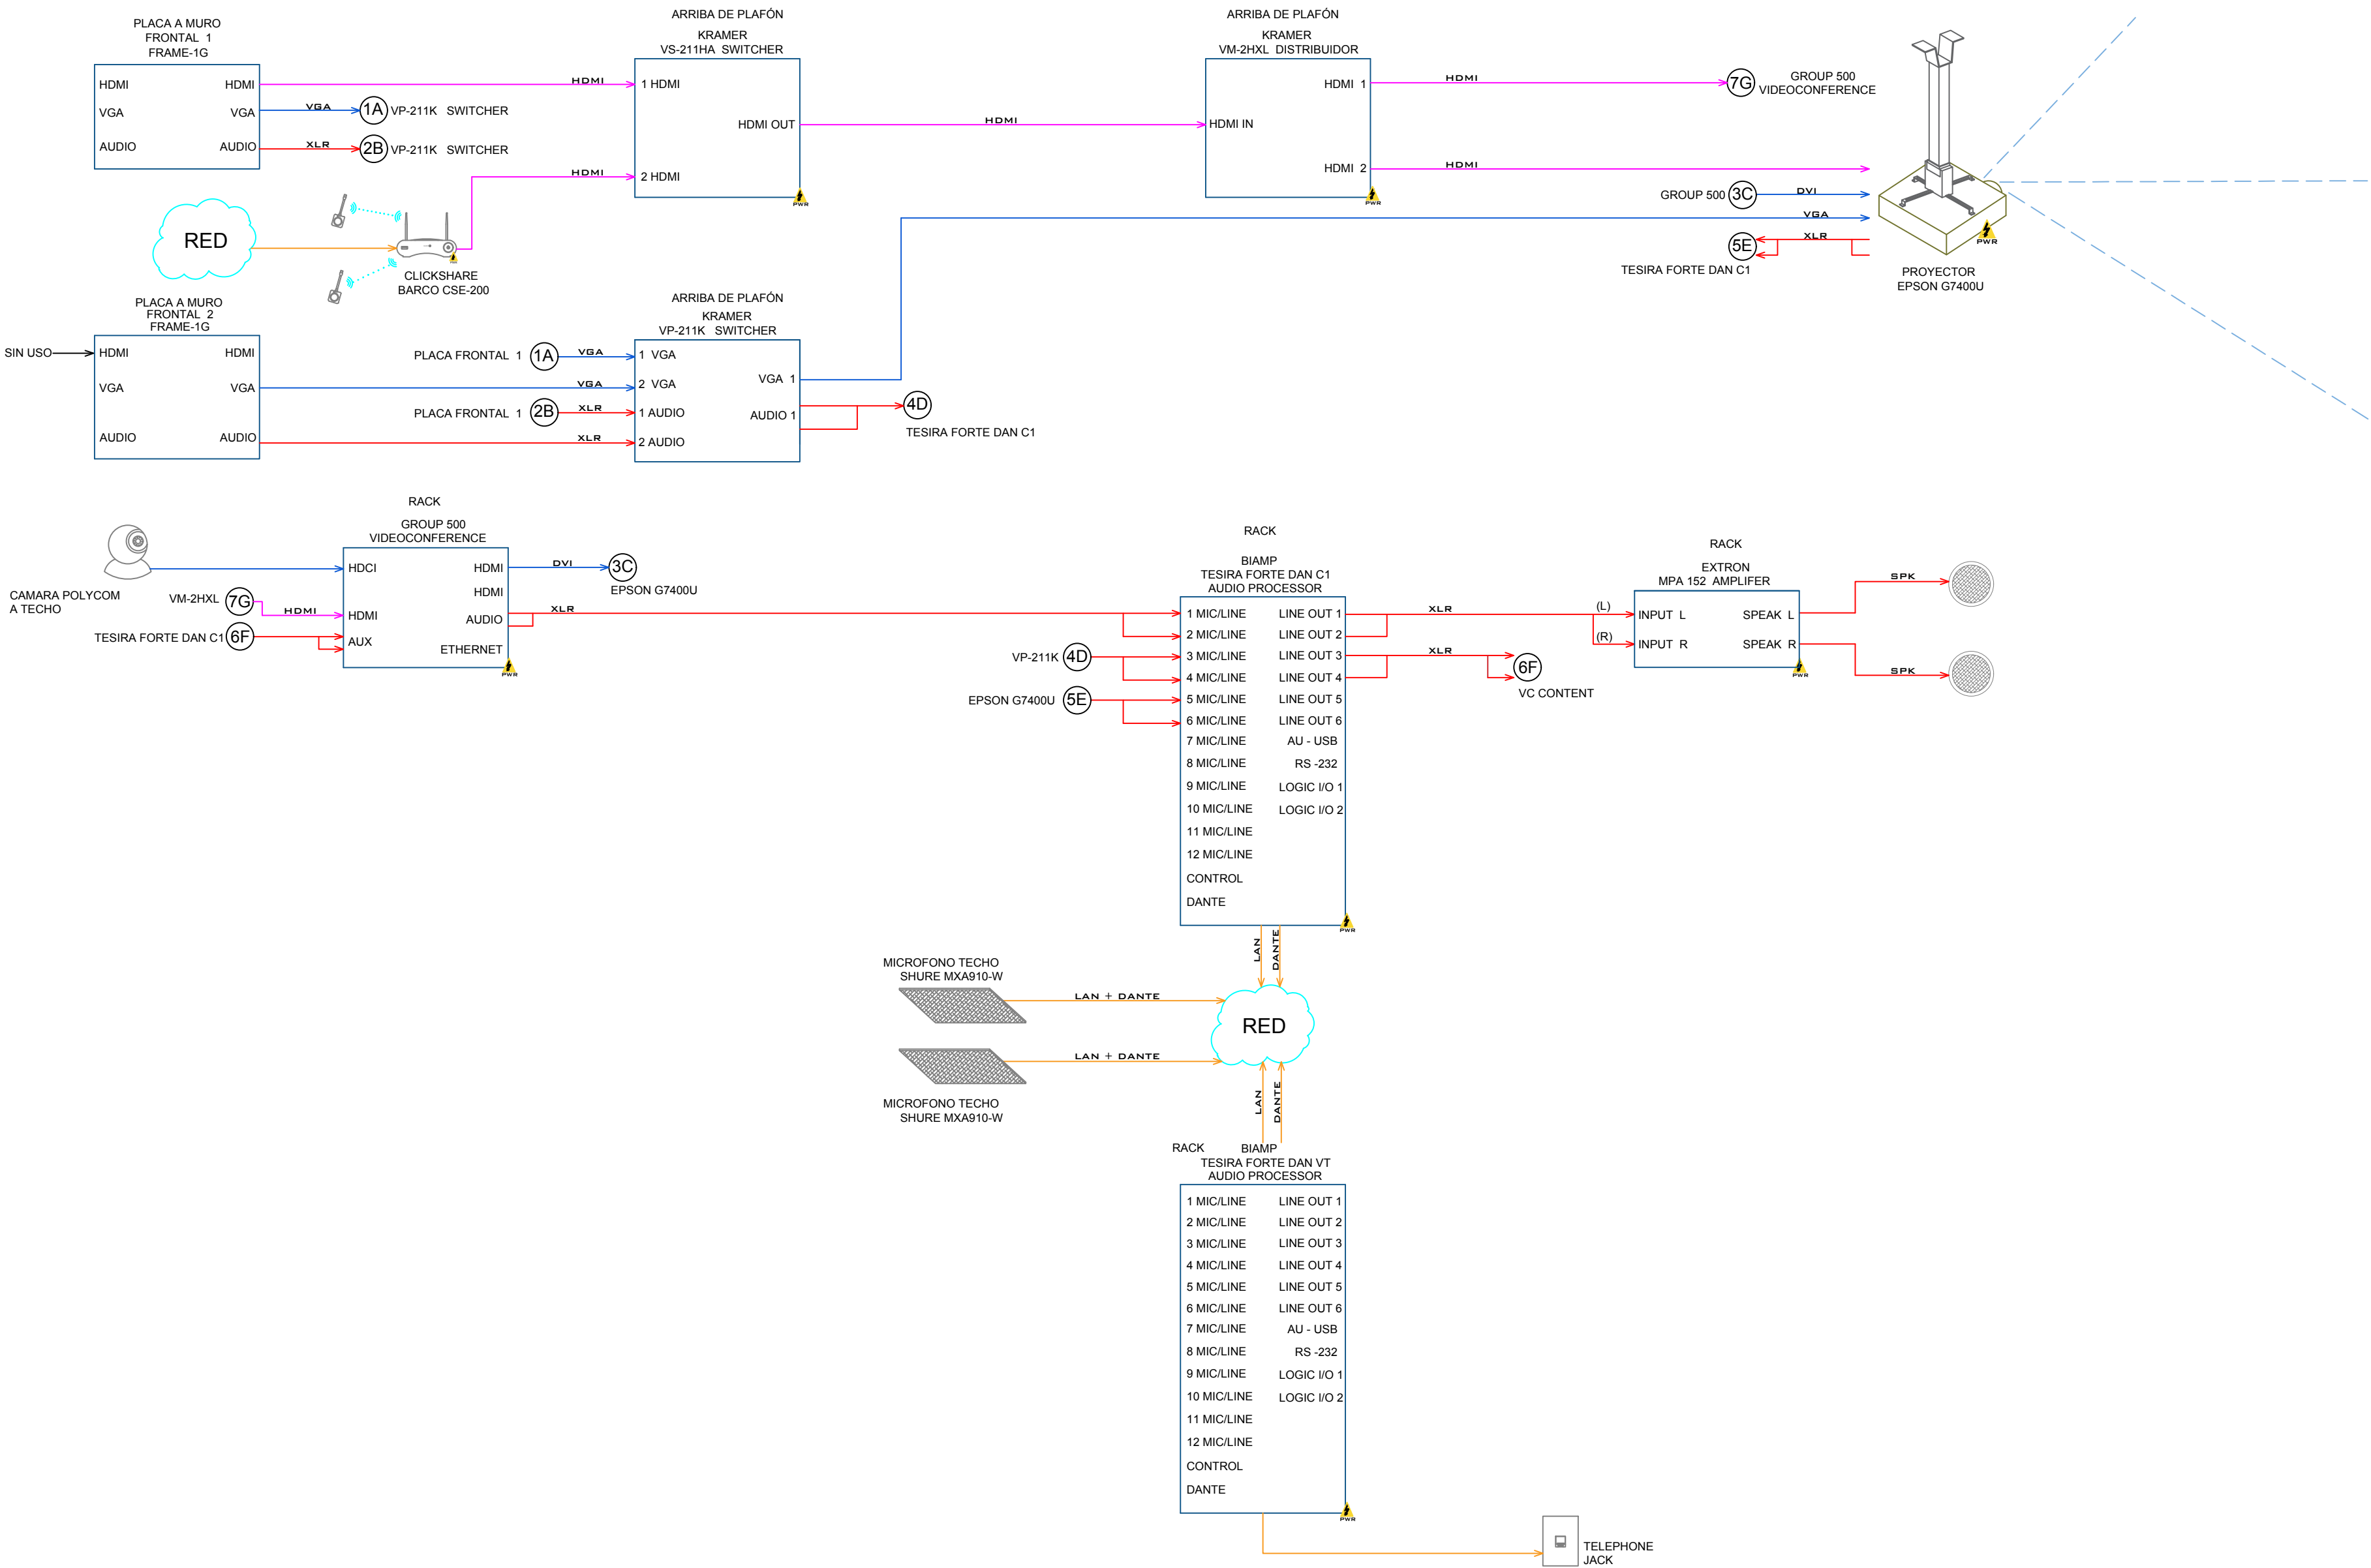 PLACA A MURO
FRONTAL 1
FRAME-1G
HDMI HDMI
VGA VGA
AUDIO AUDIO
HDMI
VGA
1A VP-211K SWITCHER
XLR
2B VP-211K SWITCHER
HDMI
RED
CLICKSHARE
BARCO CSE-200
PWR
ARRIBA DE PLAFÓN
KRAMER
VS-211HA SWITCHER
1 HDMI
HDMI OUT
2 HDMI
PWR
HDMI
ARRIBA DE PLAFÓN
KRAMER
VM-2HXL DISTRIBUIDOR
HDMI 1
HDMI IN
HDMI 2
PWR
HDMI
7G GROUP 500
VIDEOCONFERENCE
HDMI
GROUP 500 3C DVI
VGA
5E XLR
TESIRA FORTE DAN C1
PWR
PROYECTOR
EPSON G7400U
PLACA A MURO
FRONTAL 2
FRAME-1G
SIN USO
HDMI HDMI
VGA VGA
AUDIO AUDIO
PLACA FRONTAL 1 1A VGA
VGA
PLACA FRONTAL 1 2B XLR
XLR
ARRIBA DE PLAFÓN
KRAMER
VP-211K SWITCHER
1 VGA
2 VGA VGA 1
1 AUDIO AUDIO 1
2 AUDIO
4D
TESIRA FORTE DAN C1
CAMARA POLYCOM
A TECHO
VM-2HXL 7G HDMI
TESIRA FORTE DAN C1 6F
RACK
GROUP 500
VIDEOCONFERENCE
HDCI HDMI
HDMI
HDMI
AUDIO
AUX
ETHERNET
PWR
DVI
3C
EPSON G7400U
XLR
VP-211K 4D
EPSON G7400U 5E
RACK
BIAMP
TESIRA FORTE DAN C1
AUDIO PROCESSOR
1 MIC/LINE LINE OUT 1
2 MIC/LINE LINE OUT 2
3 MIC/LINE LINE OUT 3
4 MIC/LINE LINE OUT 4
5 MIC/LINE LINE OUT 5
6 MIC/LINE LINE OUT 6
7 MIC/LINE AU - USB
8 MIC/LINE RS -232
9 MIC/LINE LOGIC I/O 1
10 MIC/LINE LOGIC I/O 2
11 MIC/LINE
12 MIC/LINE
CONTROL
DANTE
PWR
XLR
(L)
(R)
XLR
6F
VC CONTENT
RACK
EXTRON
MPA 152 AMPLIFER
INPUT L SPEAK L
INPUT R SPEAK R
PWR
SPK
SPK
LAN
DANTE
MICROFONO TECHO
SHURE MXA910-W
LAN + DANTE
RED
LAN + DANTE
MICROFONO TECHO
SHURE MXA910-W
LAN
DANTE
RACK BIAMP
TESIRA FORTE DAN VT
AUDIO PROCESSOR
1 MIC/LINE LINE OUT 1
2 MIC/LINE LINE OUT 2
3 MIC/LINE LINE OUT 3
4 MIC/LINE LINE OUT 4
5 MIC/LINE LINE OUT 5
6 MIC/LINE LINE OUT 6
7 MIC/LINE AU - USB
8 MIC/LINE RS -232
9 MIC/LINE LOGIC I/O 1
10 MIC/LINE LOGIC I/O 2
11 MIC/LINE
12 MIC/LINE
CONTROL
DANTE
PWR
TELEPHONE
JACK